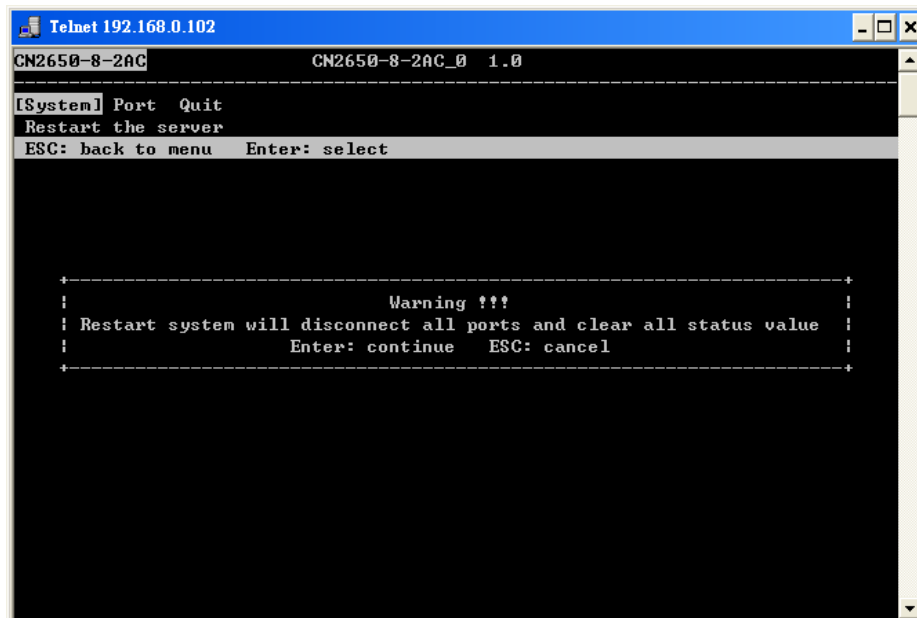 Telnet 192.168.0.102
CN2650-8-2AC CN2650-8-2AC_0 1.0
[System] Port Quit
Restart the server
ESC: back to menu Enter: select
Warning !!!
Restart system will disconnect all ports and clear all status value
Enter: continue ESC: cancel